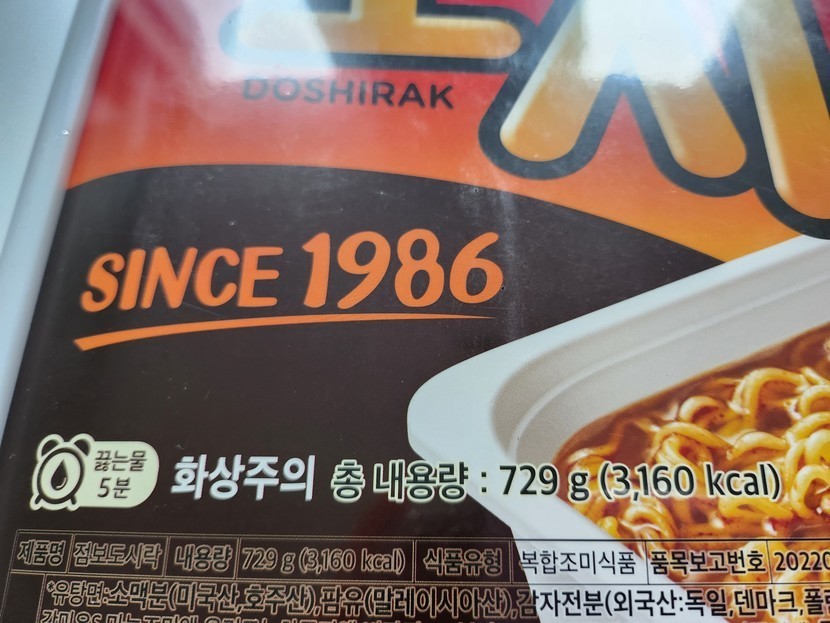 DOSHIRAK
SINCE 1986
끓는물
5분
화상주의 총 내용량 : 729 g (3,160 kcal)
제품명 점보도시락 내용량 729 g (3,160 kcal) 식품유형 복합조미식품 품목보고번호 20220
*유탕면:소맥분(미국산,호주산),팜유(말레이시아산),감자전분(외국산:독일,덴마크,폴란